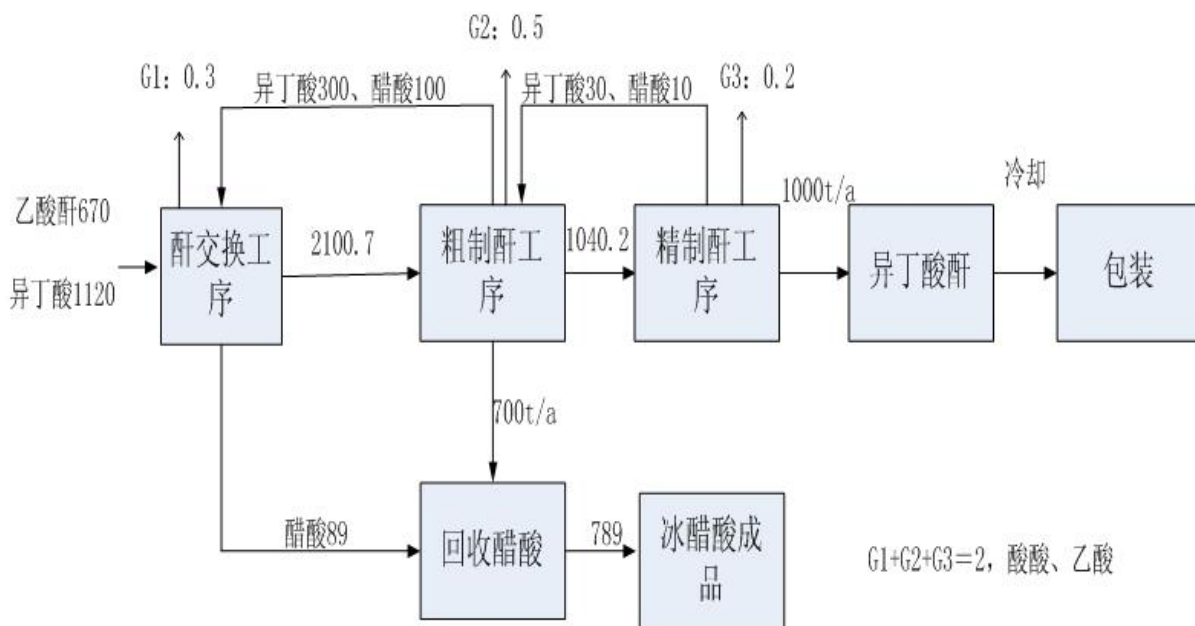 G2: 0.5
G1: 0.3
异丁酸300、醋酸100
异丁酸30、醋酸10
G3: 0.2
乙酸酐670
异丁酸1120
酐交换工
序
2100.7
粗制酐工
序
1040.2
精制酐工
序
1000t/a
异丁酸酐
冷却
包装
700t/a
醋酸89
回收醋酸
789
冰醋酸成
品
G1+G2+G3=2, 酸酸、乙酸